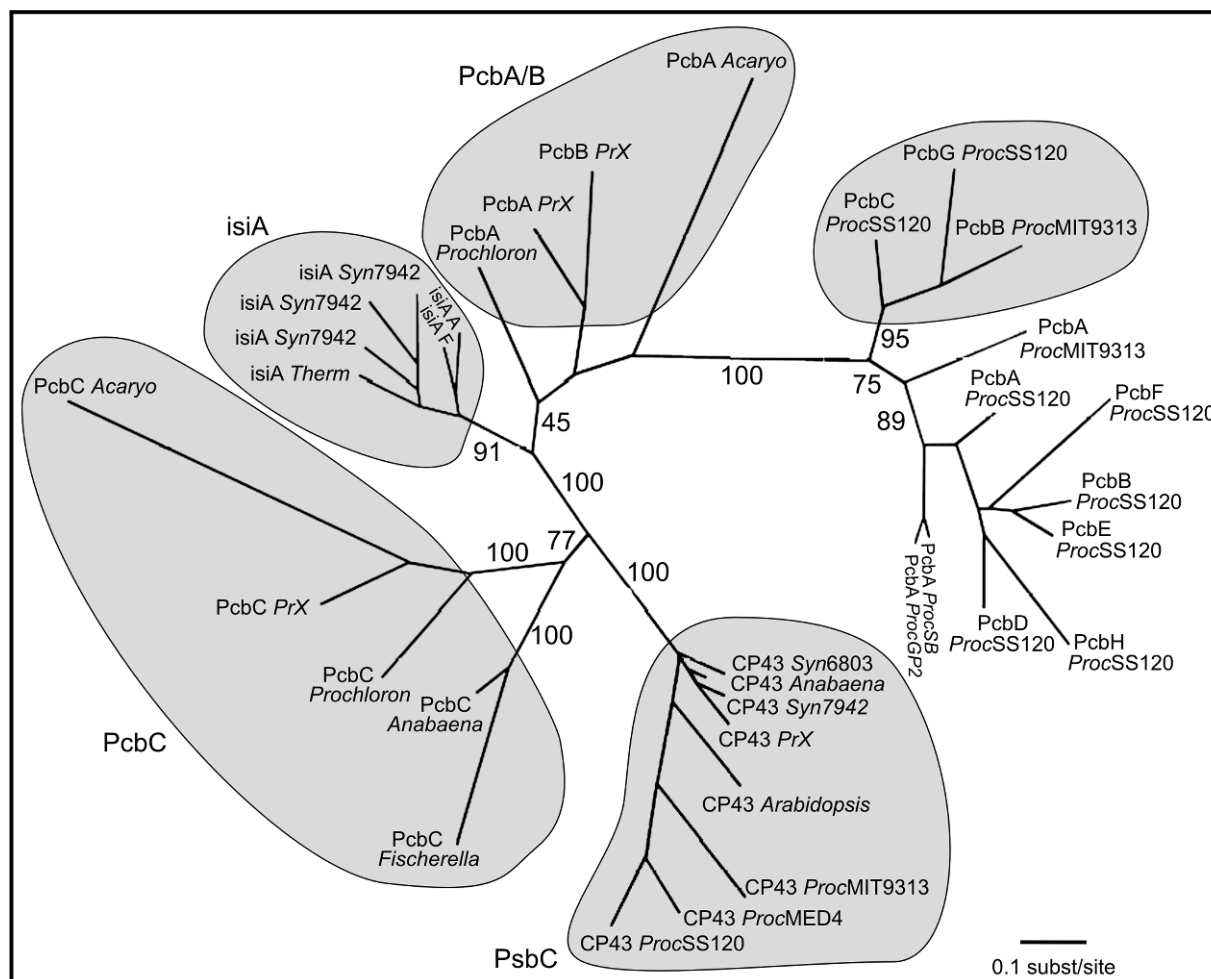 PcbA/B
PcbA Acaryo
PcbB PrX
PcbA PrX
PcbA
Prochloron
PcbG ProcSS120
PcbC
ProcSS120
PcbB ProcMIT9313
isiA
isiA Syn7942
isiA Syn7942
isiA Syn7942
isiA Therm
isiA A
isiA F
95
100
75
89
PcbA
ProcMIT9313
PcbA
ProcSS120
PcbF
ProcSS120
PcbB
ProcSS120
PcbE
ProcSS120
PcbD
ProcSS120
PcbH
ProcSS120
PcbA ProcSB
PcbA ProcGP2
45
91
100
77
100
100
100
PcbC Acaryo
PcbC PrX
PcbC
Prochloron
PcbC
Anabaena
PcbC
PcbC
Fischerella
CP43 Syn6803
CP43 Anabaena
CP43 Syn7942
CP43 PrX
CP43 Arabidopsis
CP43 ProcMIT9313
CP43 ProcMED4
CP43 ProcSS120
PsbC
0.1 subst/site